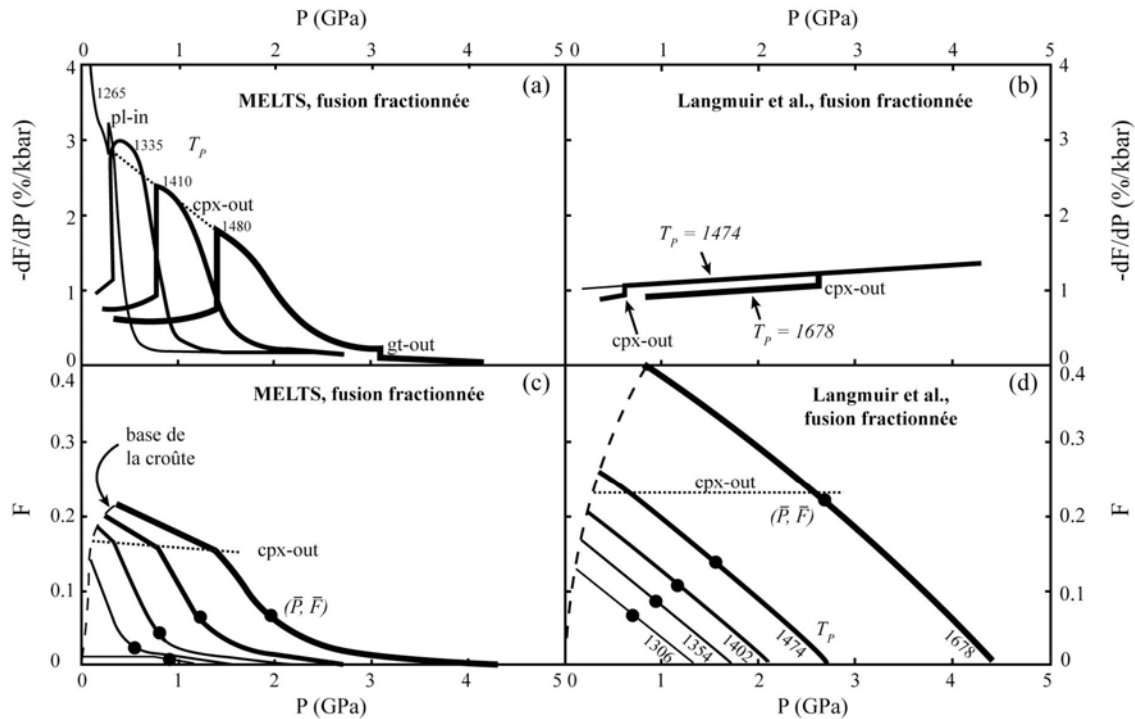 P (GPa) P (GPa)
0 1 2 3 4 5 0 1 2 3 4 5
4 (a) (b) 4
1265 MELTS, fusion fractionnée Langmuir et al., fusion fractionnée
pl-in
3 1335 T_P 3
1410
cpx-out
2 1480 T_P = 1474 2
-dF/dP (%/kbar) -dF/dP (%/kbar)
1 cpx-out 1
cpx-out T_P = 1678
gt-out
0 0
0.4 (c) (d) 0.4
MELTS, fusion fractionnée Langmuir et al.,
fusion fractionnée
base de
la croûte
0.3 0.3
cpx-out
F (P̄, F̄) F
0.2 0.2
cpx-out
0.1 (P̄, F̄) 0.1
T_P
1306 1354 1402 1474 1678
0 0
0 1 2 3 4 5 0 1 2 3 4 5
P (GPa) P (GPa)